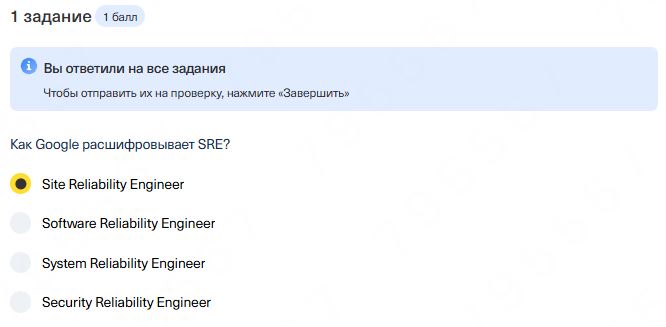 1 задание 1 балл
Вы ответили на все задания
Чтобы отправить их на проверку, нажмите «Завершить»
Как Google расшифровывает SRE?
Site Reliability Engineer
Software Reliability Engineer
System Reliability Engineer
Security Reliability Engineer